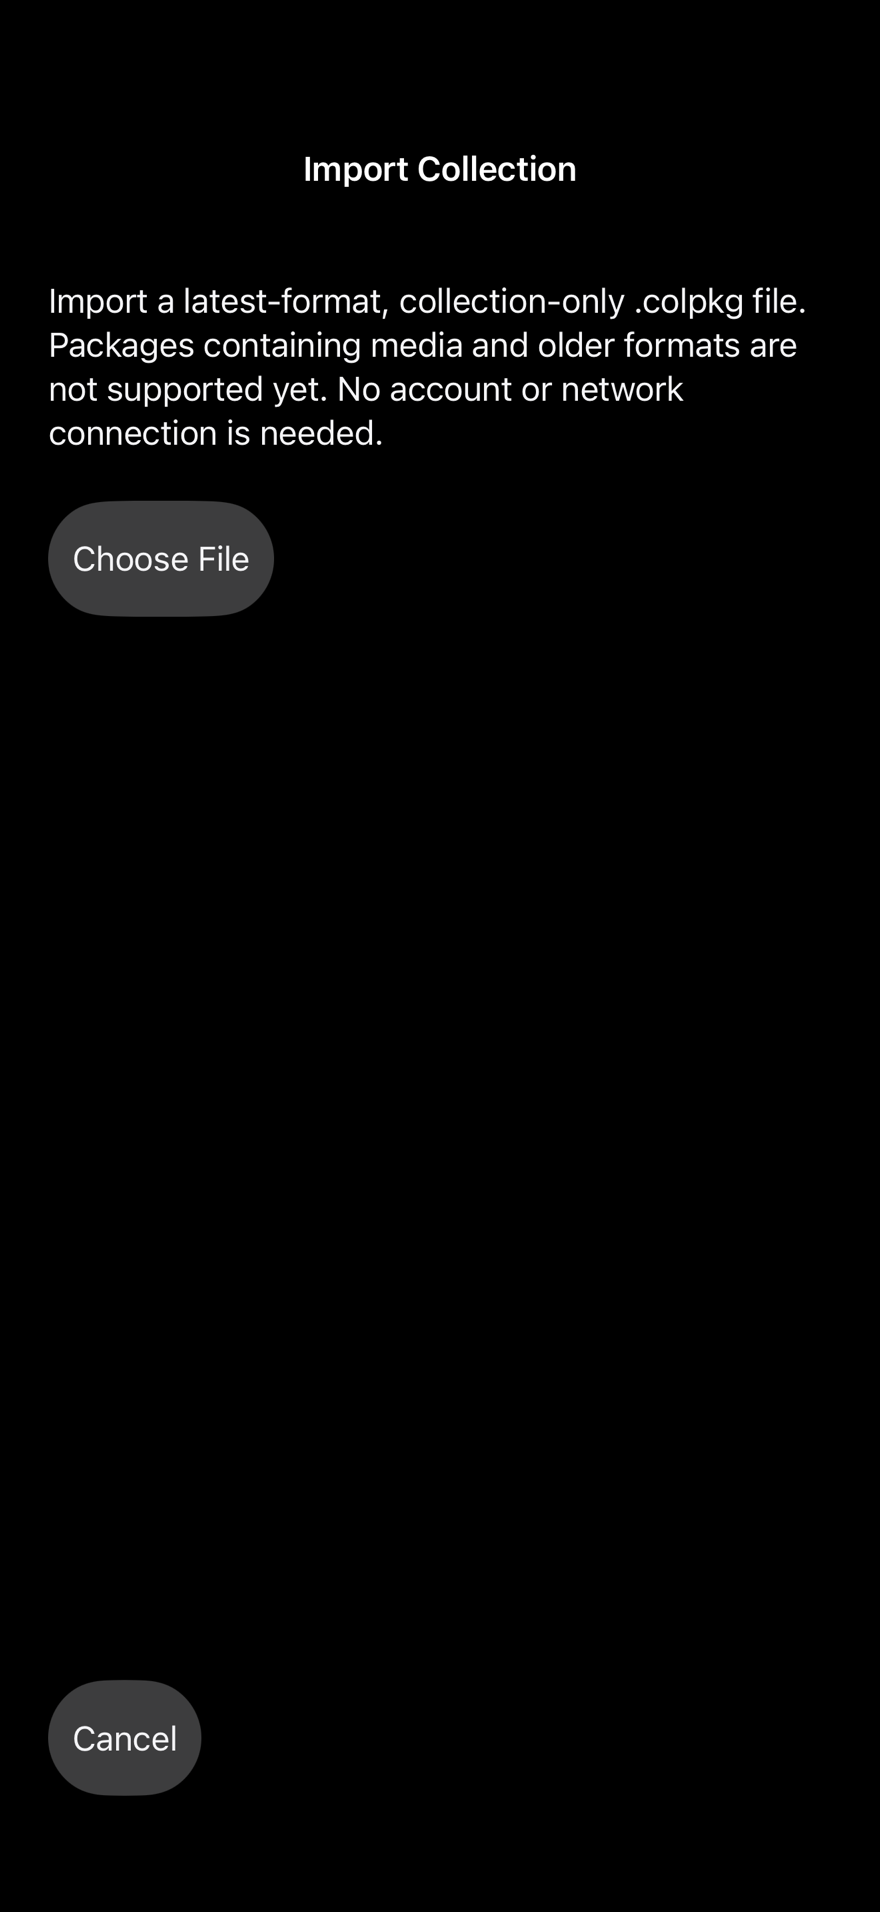 Import Collection
Import a latest-format, collection-only .colpkg file.
Packages containing media and older formats are
not supported yet. No account or network
connection is needed.
Choose File
Cancel